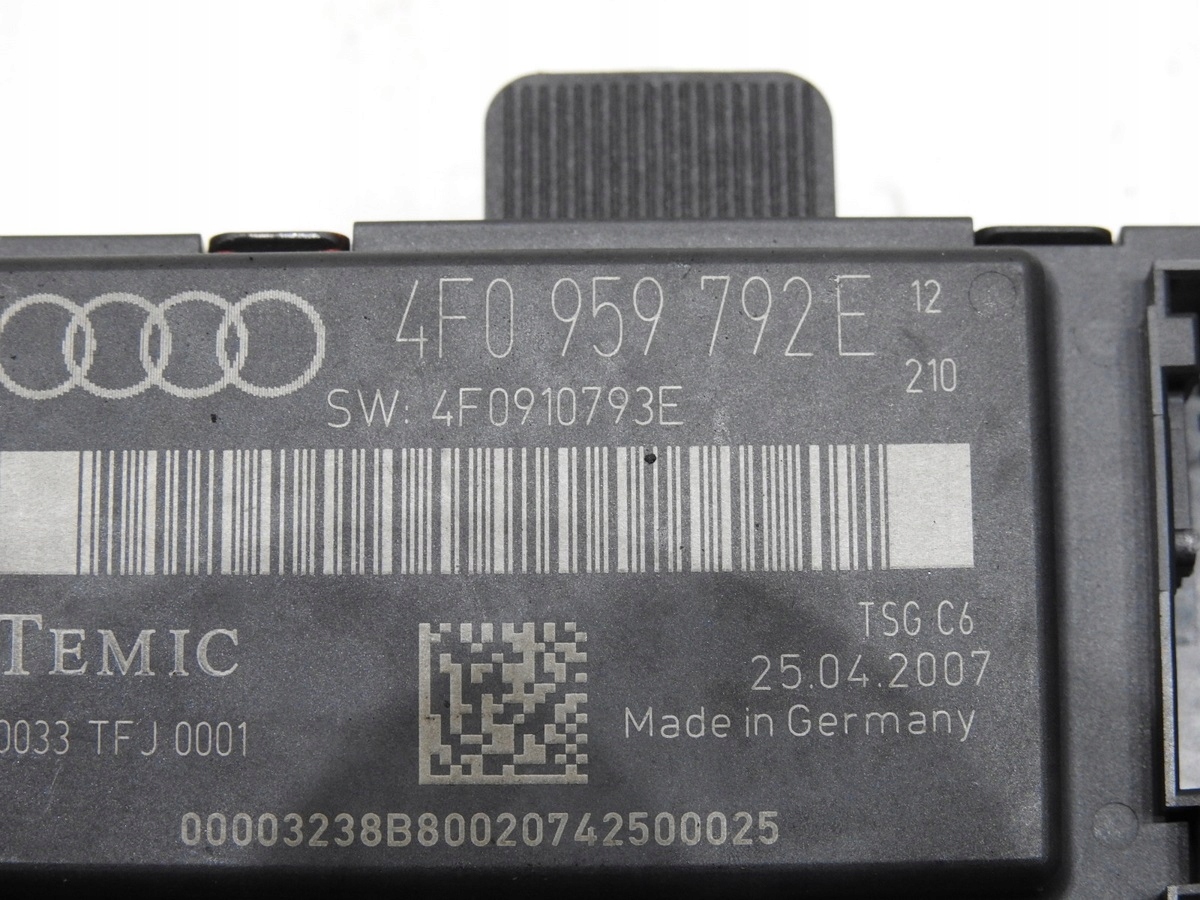 4F0 959 792E 12
210
SW: 4F0910793E
TEMIC
TSG C6
25.04.2007
Made in Germany
0033 TFJ 0001
00003238B80020742500025